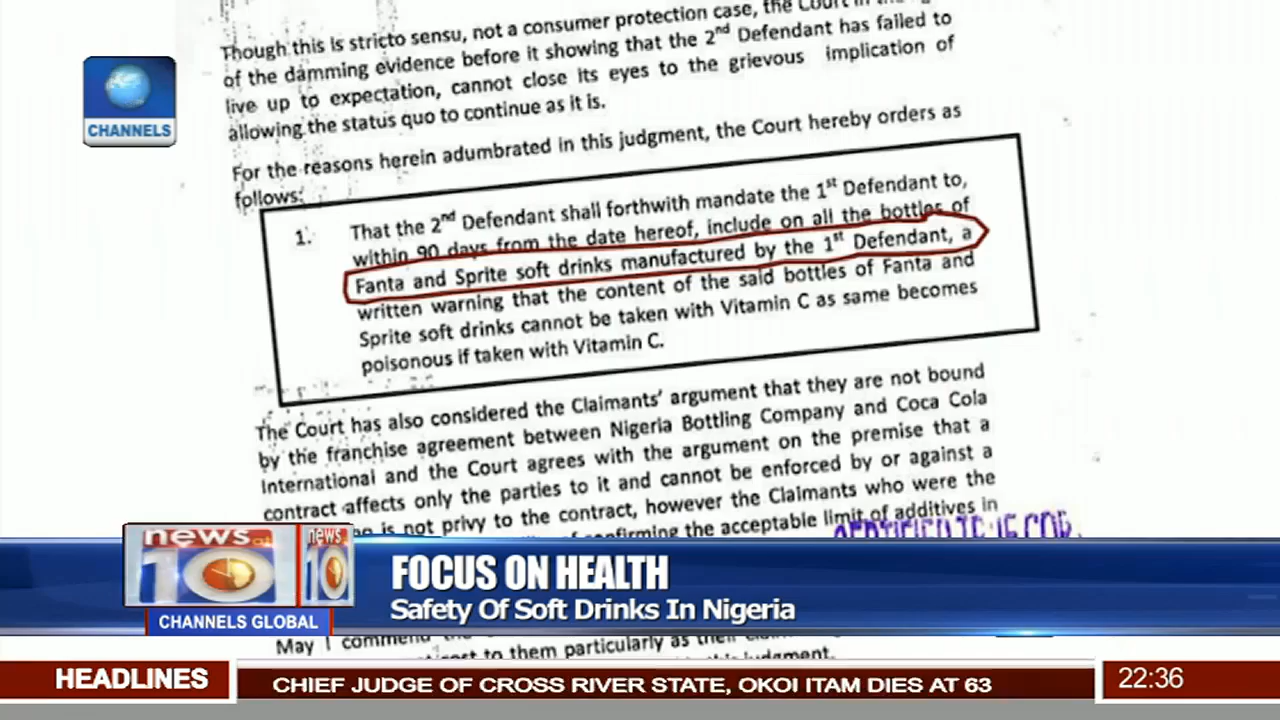 Though this is stricto sensu, not a consumer protection case, the Court in the
of the damming evidence before it showing that the 2nd Defendant has failed to
live up to expectation, cannot close its eyes to the grievous implication of
allowing the status quo to continue as it is.
For the reasons herein adumbrated in this judgment, the Court hereby orders as
follows:
1. That the 2nd Defendant shall forthwith mandate the 1st Defendant to,
within 90 days from the date hereof, include on all the bottles of
Fanta and Sprite soft drinks manufactured by the 1st Defendant, a
written warning that the content of the said bottles of Fanta and
Sprite soft drinks cannot be taken with Vitamin C as same becomes
poisonous if taken with Vitamin C.
The Court has also considered the Claimants' argument that they are not bound
by the franchise agreement between Nigeria Bottling Company and Coca Cola
International and the Court agrees with the argument on the premise that a
contract affects only the parties to it and cannot be enforced by or against a
is not privy to the contract, however the Claimants who were the
confirming the acceptable limit of additives in
CHANNELS
news at
10
news
10
CHANNELS GLOBAL
FOCUS ON HEALTH
Safety Of Soft Drinks In Nigeria
May I commend
to them particularly as their
this judgment.
HEADLINES
CHIEF JUDGE OF CROSS RIVER STATE, OKOI ITAM DIES AT 63
22:36